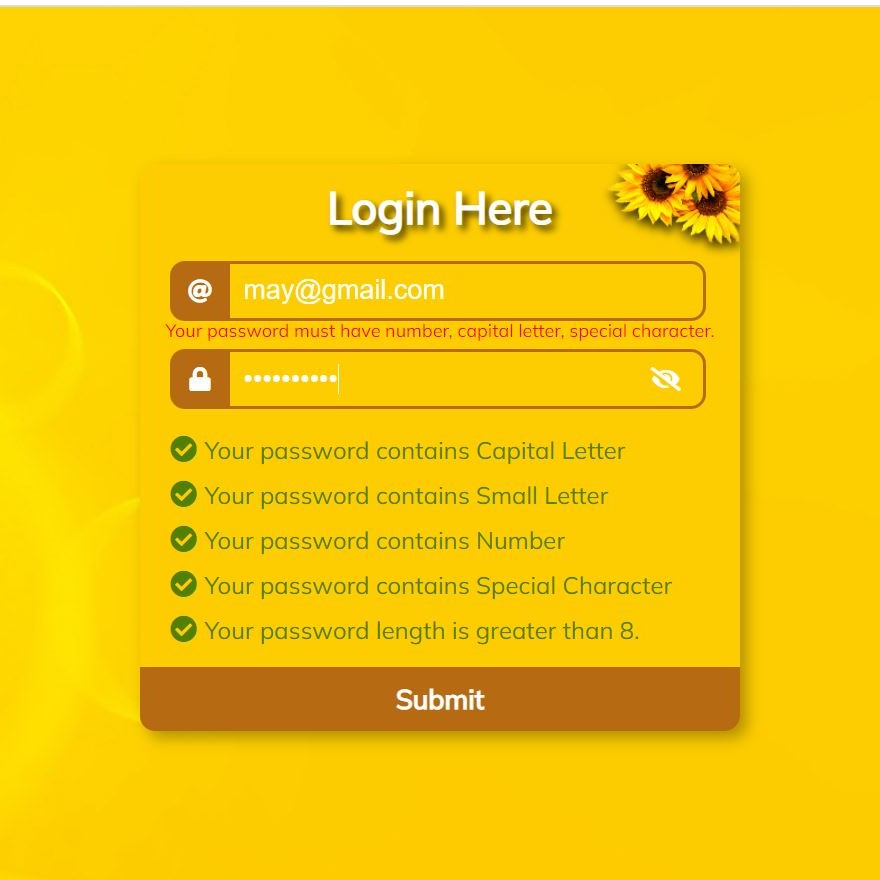 Login Here
@ may@gmail.com
Your password must have number, capital letter, special character.
••••••••••
Your password contains Capital Letter
Your password contains Small Letter
Your password contains Number
Your password contains Special Character
Your password length is greater than 8.
Submit